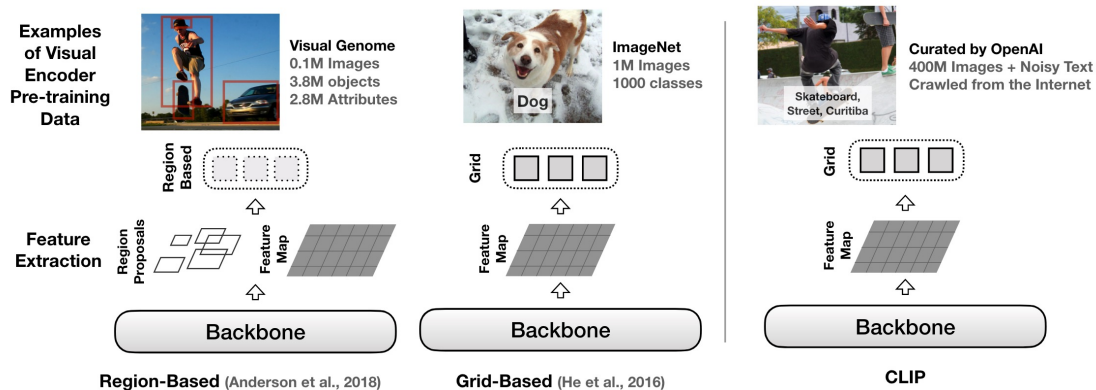 Examples
of Visual
Encoder
Pre-training
Data
Visual Genome
0.1M Images
3.8M objects
2.8M Attributes
Dog
ImageNet
1M Images
1000 classes
Skateboard,
Street, Curitiba
Curated by OpenAI
400M Images + Noisy Text
Crawled from the Internet
Region
Based
Grid
Grid
Feature
Extraction
Region
Proposals
Feature
Map
Feature
Map
Feature
Map
Backbone
Backbone
Backbone
Region-Based (Anderson et al., 2018)
Grid-Based (He et al., 2016)
CLIP